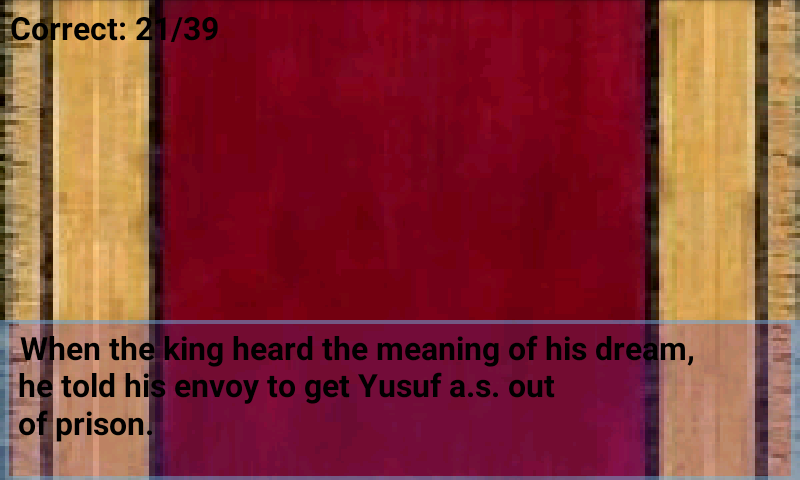 Correct: 21/39
When the king heard the meaning of his dream,
he told his envoy to get Yusuf a.s. out
of prison.